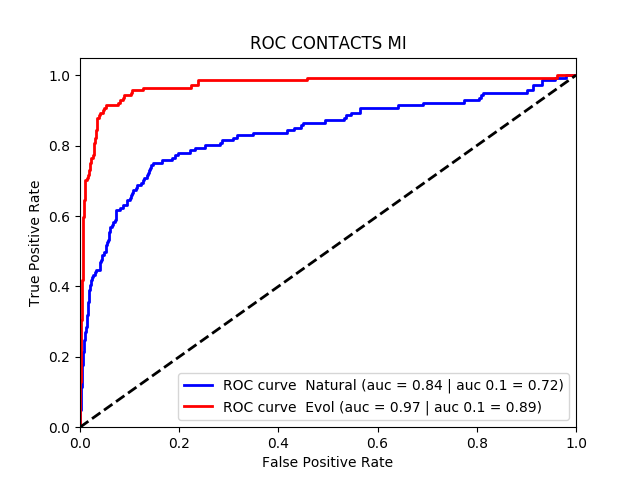 ROC CONTACTS MI
1.0
0.8
0.6
0.4
0.2
0.0
True Positive Rate
ROC curve  Natural (auc = 0.84 | auc 0.1 = 0.72)
ROC curve  Evol (auc = 0.97 | auc 0.1 = 0.89)
0.0 0.2 0.4 0.6 0.8 1.0
False Positive Rate